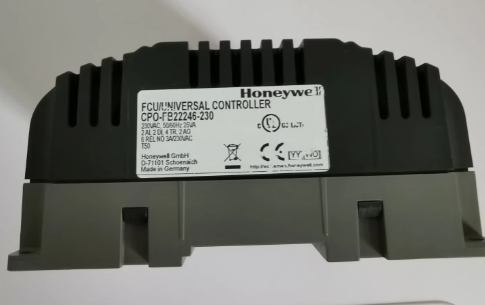 Honeywell
FCU/UNIVERSAL CONTROLLER
CPO-FB22246-230
230VAC, 50/60Hz 25VA
2 AI, 2 DI, 4 TR, 2 AO
6 REL NO 3A/230VAC
T50
Honeywell GmbH
D-71101 Schoenaich
Made in Germany